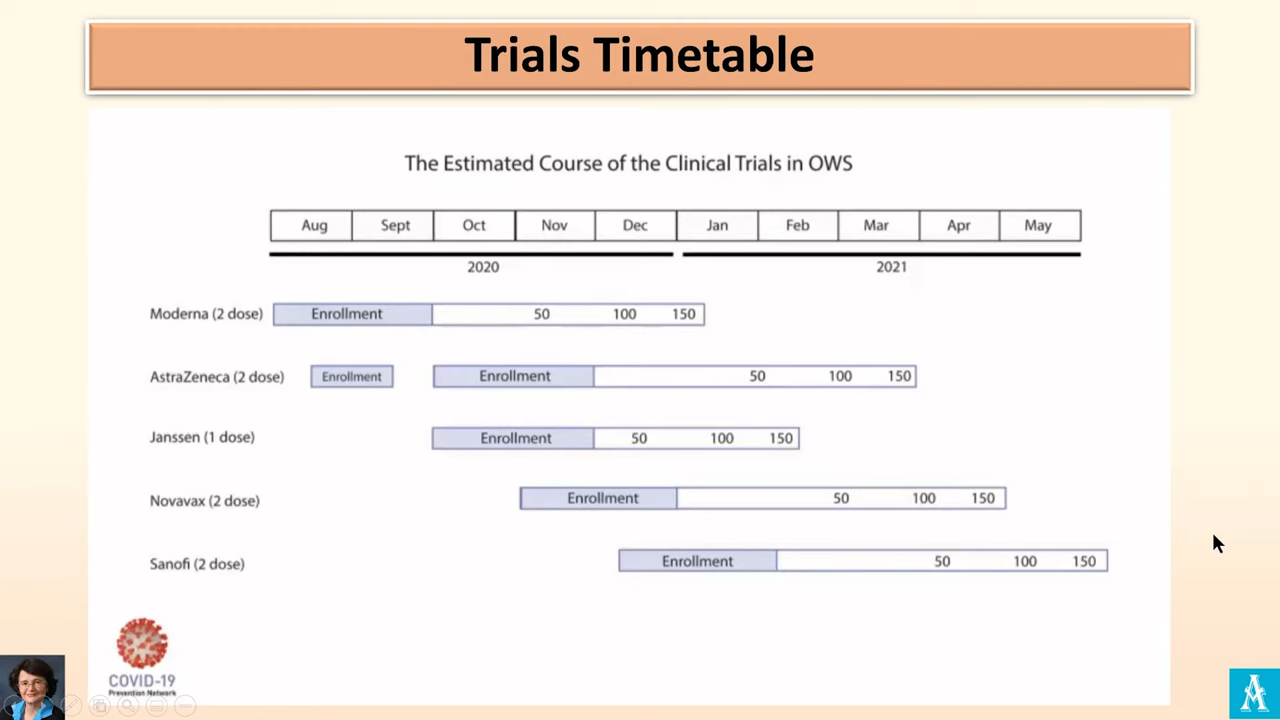 Trials Timetable
The Estimated Course of the Clinical Trials in OWS
Aug Sept Oct Nov Dec Jan Feb Mar Apr May
2020 2021
Moderna (2 dose) Enrollment 50 100 150
AstraZeneca (2 dose) Enrollment Enrollment 50 100 150
Janssen (1 dose) Enrollment 50 100 150
Novavax (2 dose) Enrollment 50 100 150
Sanofi (2 dose) Enrollment 50 100 150
COVID-19
Prevention Network